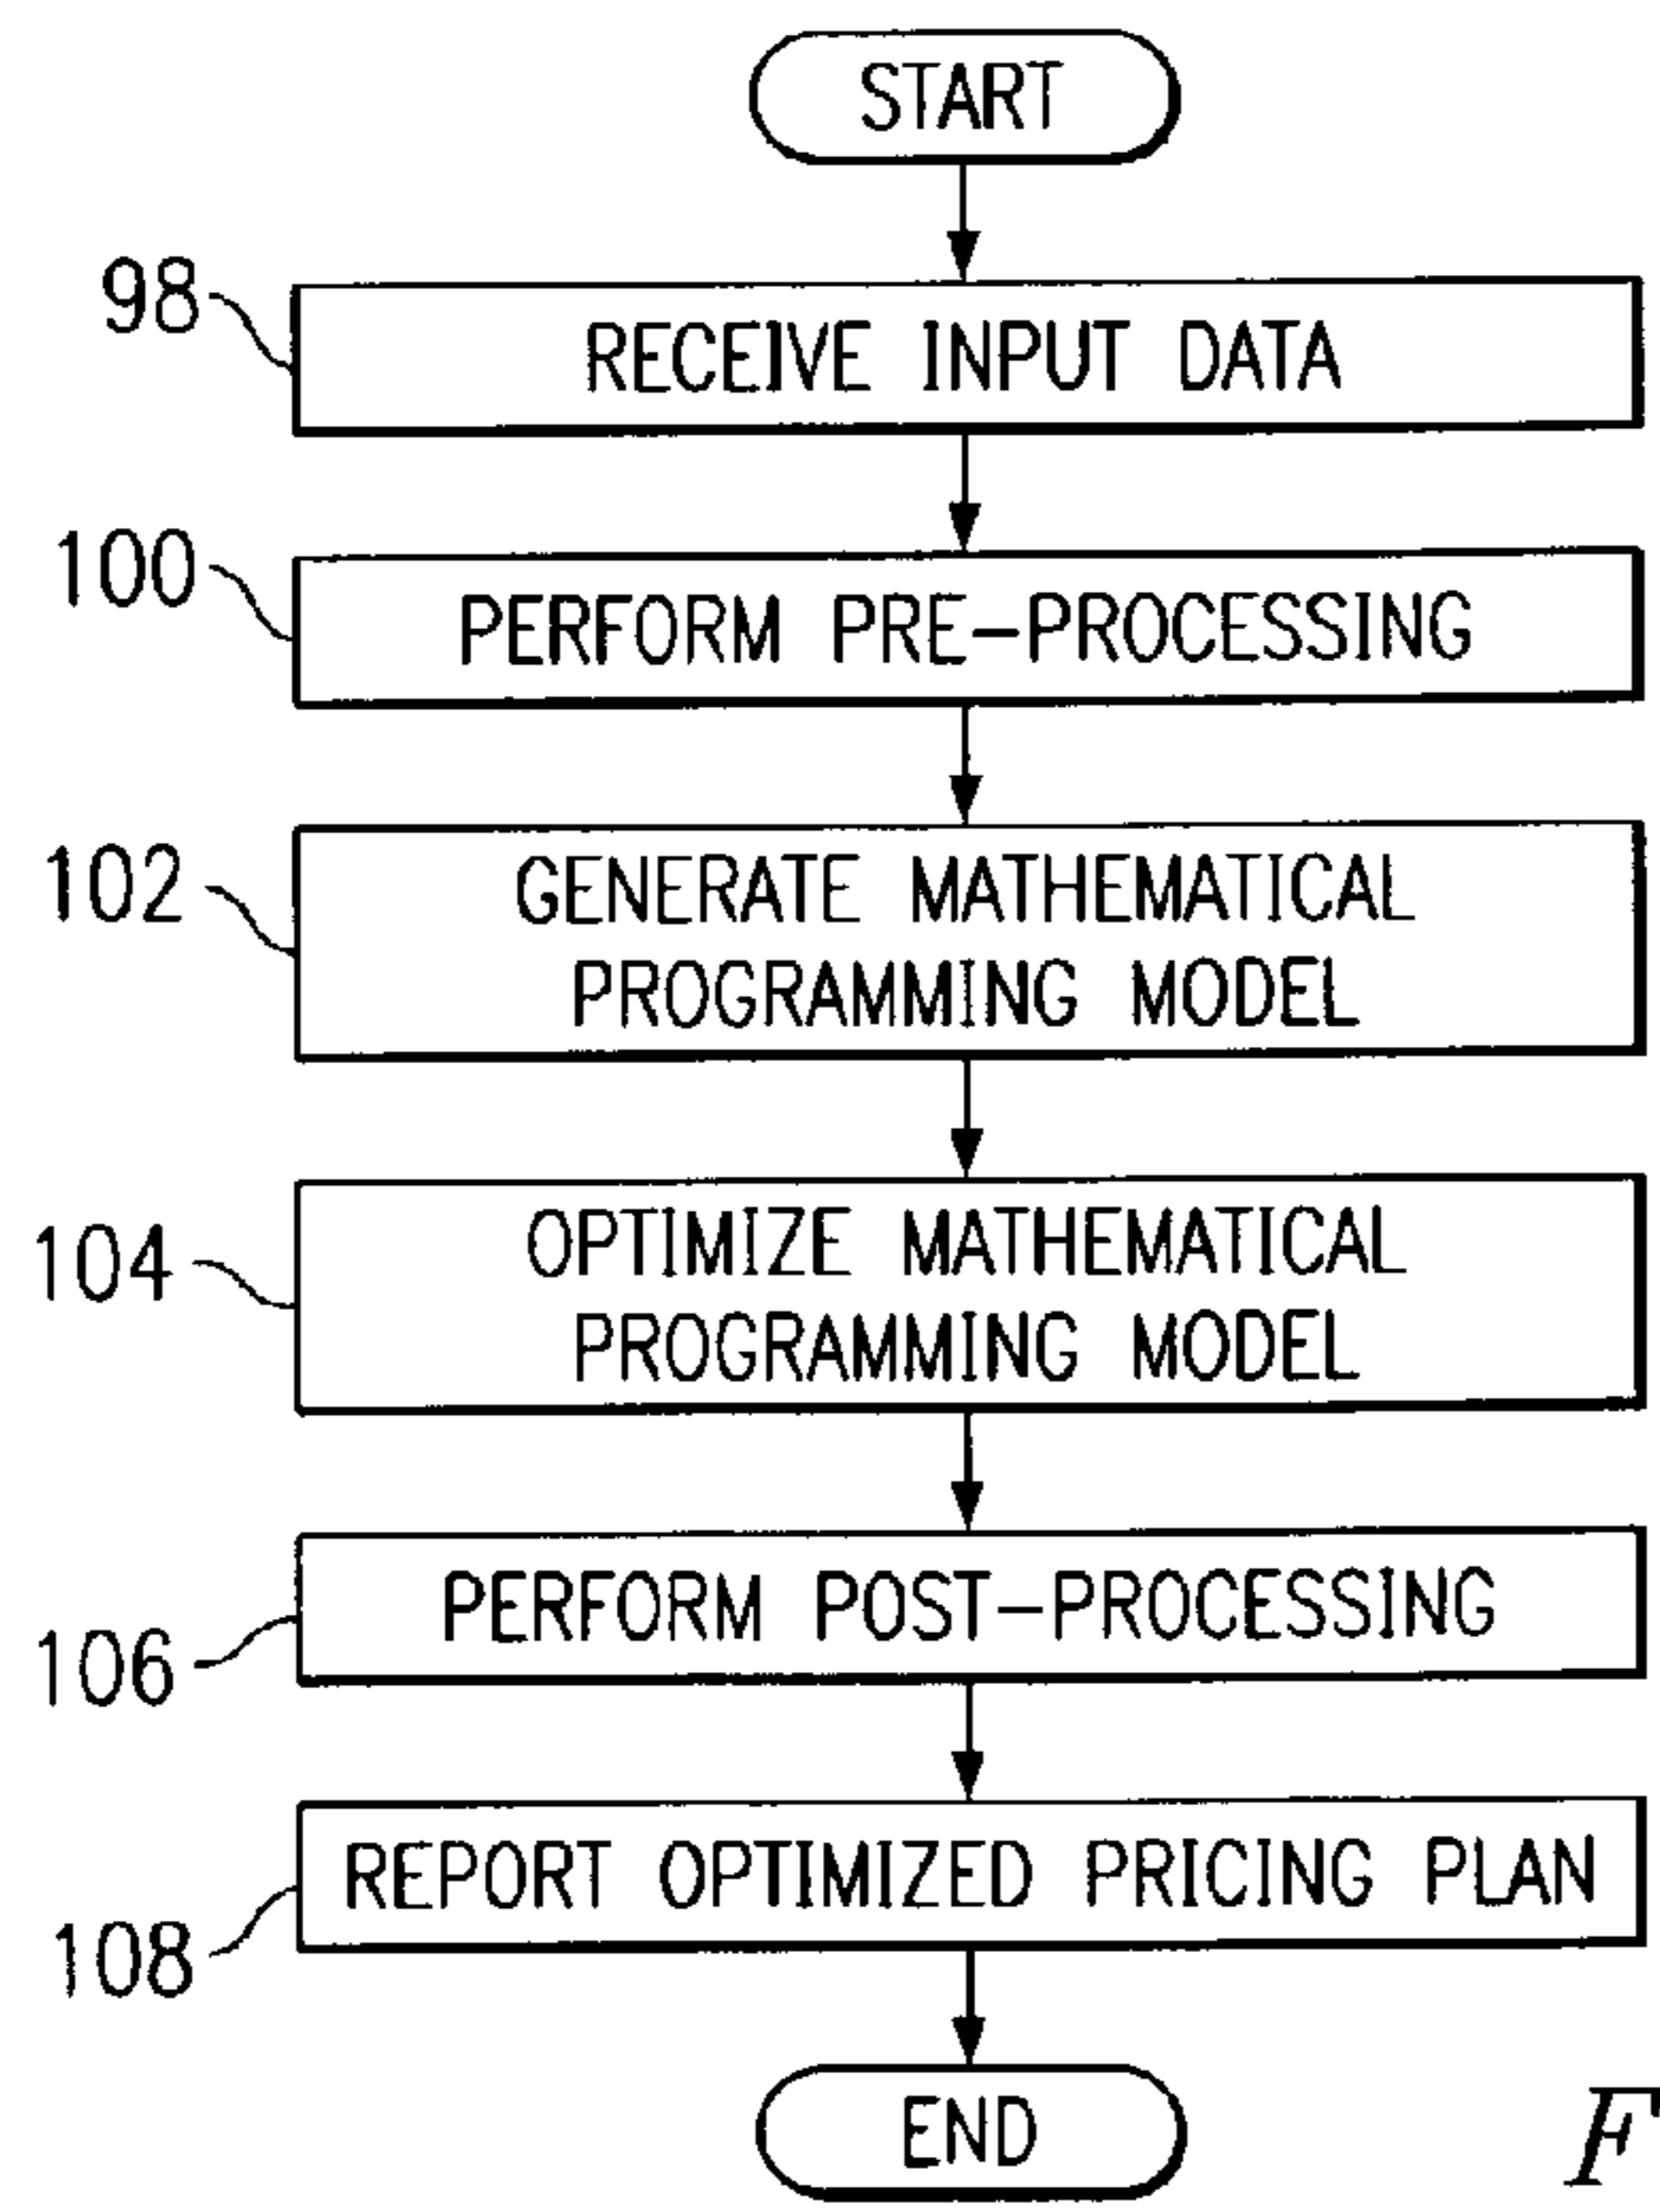 START
98
RECEIVE INPUT DATA
100
PERFORM PRE-PROCESSING
102
GENERATE MATHEMATICAL
PROGRAMMING MODEL
104
OPTIMIZE MATHEMATICAL
PROGRAMMING MODEL
PERFORM POST-PROCESSING
106
REPORT OPTIMIZED PRICING PLAN
108
END
F